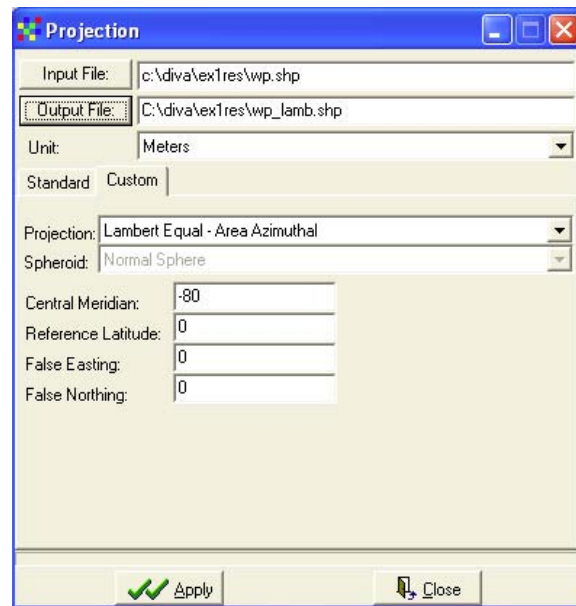 Projection
Input File: c:\diva\ex1res\wp.shp
Output File: C:\diva\ex1res\wp_lamb.shp
Unit: Meters
Standard Custom
Projection: Lambert Equal - Area Azimuthal
Spheroid: Normal Sphere
Central Meridian: -80
Reference Latitude: 0
False Easting: 0
False Northing: 0
Apply Close